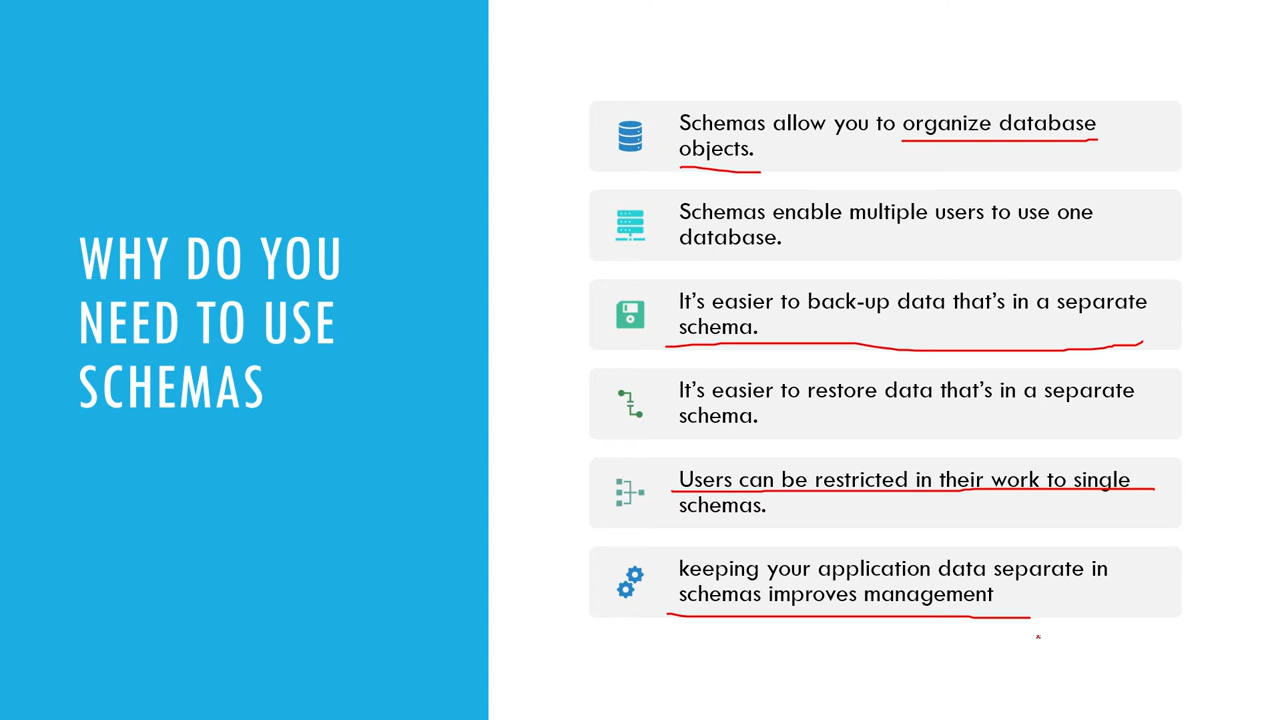 WHY DO YOU
NEED TO USE
SCHEMAS
Schemas allow you to organize database
objects.
Schemas enable multiple users to use one
database.
It's easier to back-up data that's in a separate
schema.
It's easier to restore data that's in a separate
schema.
Users can be restricted in their work to single
schemas.
keeping your application data separate in
schemas improves management